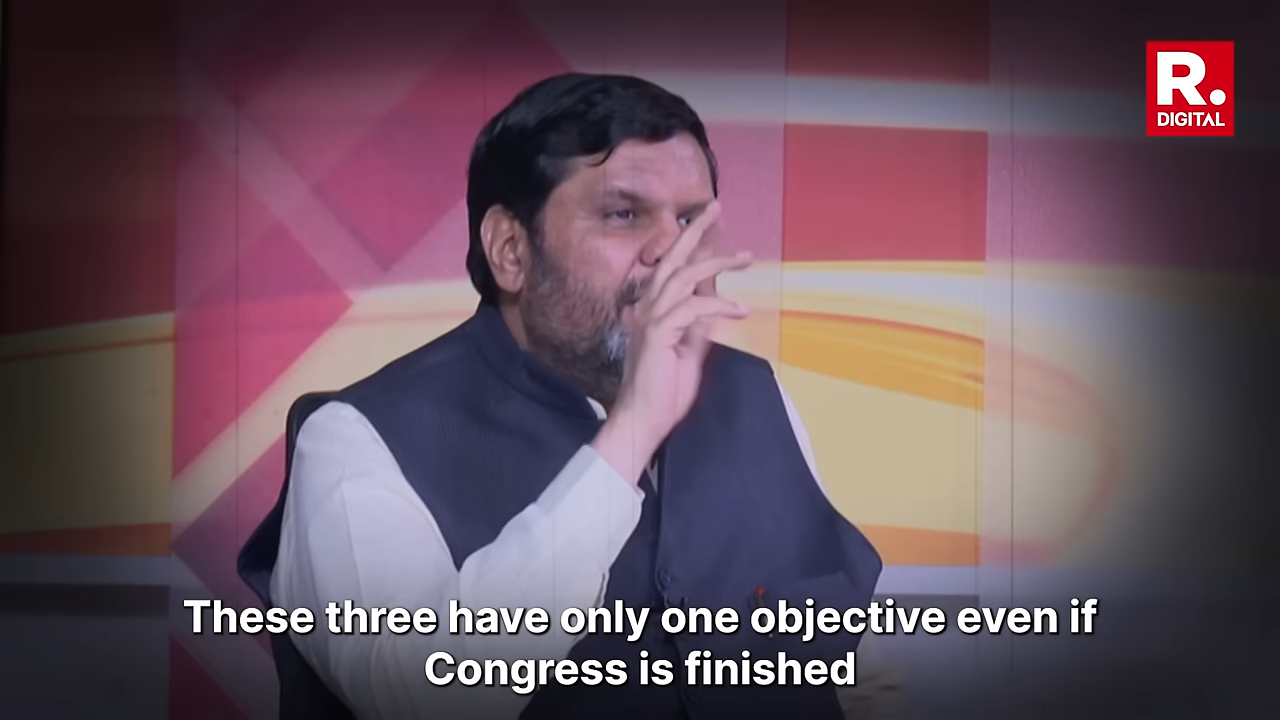 R.
DIGITAL
These three have only one objective even if
Congress is finished